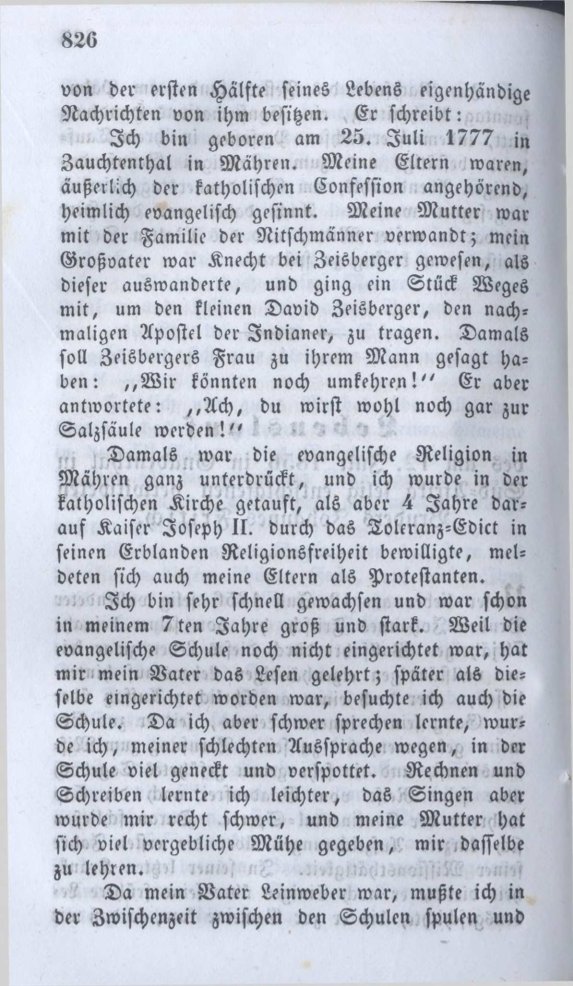 826
von der ersten Hälfte seines Lebens eigenhändige
Nachrichten von ihm besitzen. Er schreibt:
Ich bin geboren am 25. Juli 1777 in
Zauchtenthal in Mähren. Meine Eltern waren,
äußerlich der katholischen Confession angehörend,
heimlich evangelisch gesinnt. Meine Mutter war
mit der Familie der Nitschmänner verwandt; mein
Großvater war Knecht bei Zeisberger gewesen, als
dieser auswanderte, und ging ein Stück Weges
mit, um den kleinen David Zeisberger, den nach-
maligen Apostel der Indianer, zu tragen. Damals
soll Zeisbergers Frau zu ihrem Mann gesagt ha-
ben: „Wir könnten noch umkehren!“ Er aber
antwortete: „Ach, du wirst wohl noch gar zur
Salzsäule werden!“
Damals war die evangelische Religion in
Mähren ganz unterdrückt, und ich wurde in der
katholischen Kirche getauft, als aber 4 Jahre dar-
auf Kaiser Joseph II. durch das Toleranz-Edict in
seinen Erblanden Religionsfreiheit bewilligte, mel-
deten sich auch meine Eltern als Protestanten.
Ich bin sehr schnell gewachsen und war schon
in meinem 7ten Jahre groß und stark. Weil die
evangelische Schule noch nicht eingerichtet war, hat
mir mein Vater das Lesen gelehrt; später als die-
selbe eingerichtet worden war, besuchte ich auch die
Schule. Da ich aber schwer sprechen lernte, wur-
de ich, meiner schlechten Aussprache wegen, in der
Schule viel geneckt und verspottet. Rechnen und
Schreiben lernte ich leichter, das Singen aber
wurde mir recht schwer, und meine Mutter hat
sich viel vergebliche Mühe gegeben, mir dasselbe
zu lehren.
Da mein Vater Leinweber war, mußte ich in
der Zwischenzeit zwischen den Schulen spulen und